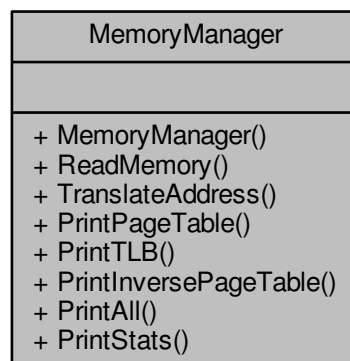 MemoryManager
+ MemoryManager()
+ ReadMemory()
+ TranslateAddress()
+ PrintPageTable()
+ PrintTLB()
+ PrintInversePageTable()
+ PrintAll()
+ PrintStats()